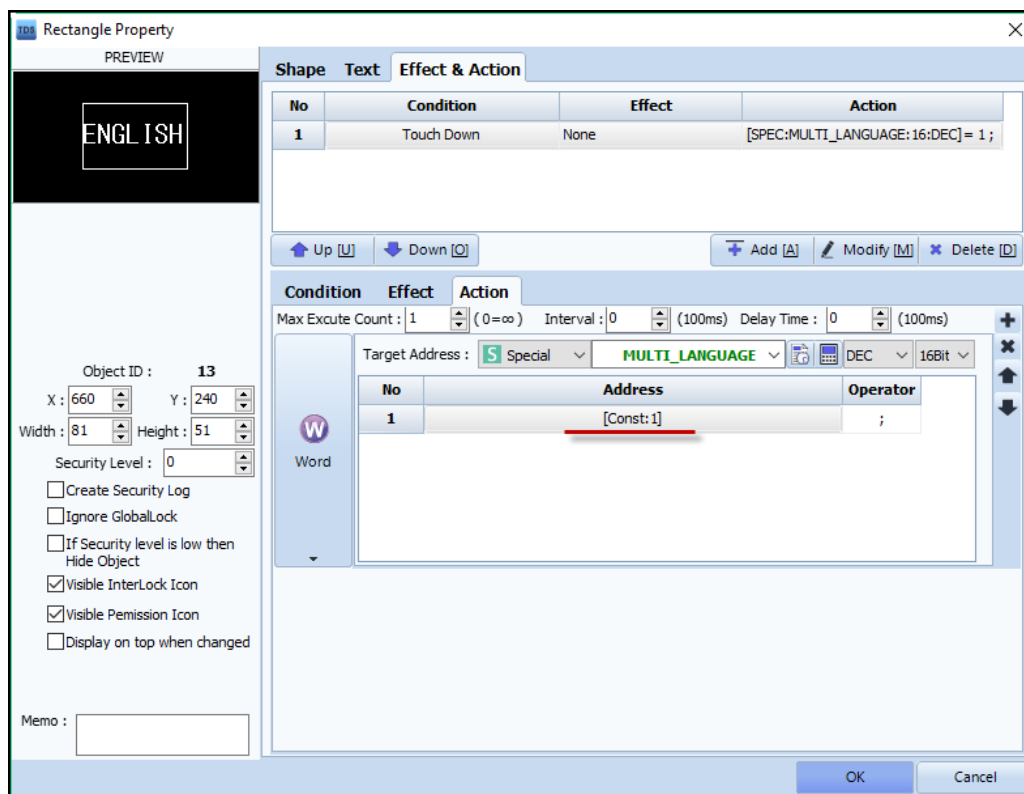 TDS Rectangle Property
PREVIEW
ENGLISH
Object ID : 13
X : 660 Y : 240
Width : 81 Height : 51
Security Level : 0
Create Security Log
Ignore GlobalLock
If Security level is low then
Hide Object
Visible InterLock Icon
Visible Pemission Icon
Display on top when changed
Memo :
Shape Text Effect & Action
No Condition Effect Action
1 Touch Down None [SPEC:MULTI_LANGUAGE:16:DEC]= 1 ;
Up [U] Down [O] Add [A] Modify [M] Delete [D]
Condition Effect Action
Max Excute Count : 1 ( 0=∞ ) Interval : 0 (100ms) Delay Time : 0 (100ms)
Target Address : S Special MULTI_LANGUAGE DEC 16Bit
No Address Operator
1 [Const:1] ;
W
Word
OK Cancel